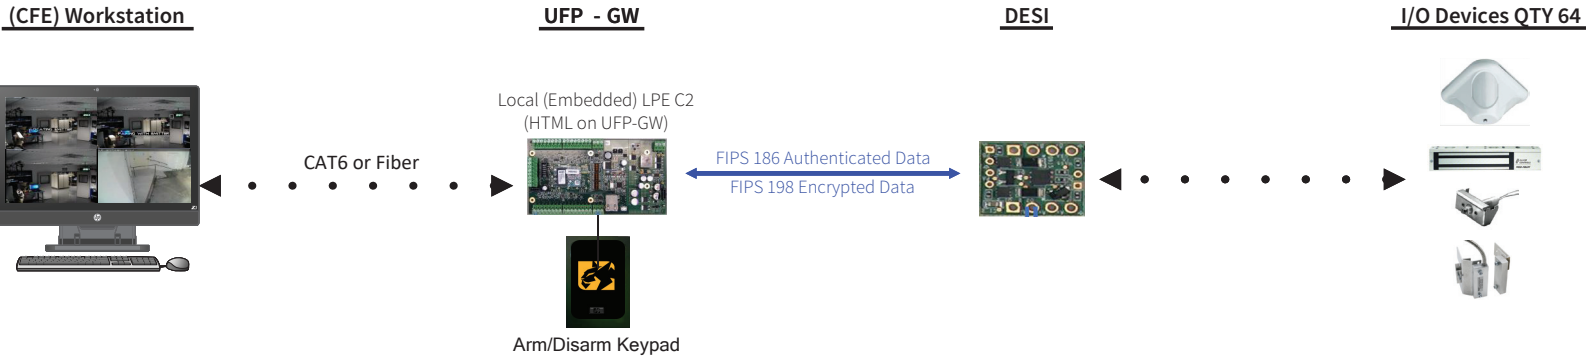 (CFE) Workstation
UFP - GW
DESI
I/O Devices QTY 64
Local (Embedded) LPE C2
(HTML on UFP-GW)
CAT6 or Fiber
FIPS 186 Authenticated Data
FIPS 198 Encrypted Data
Arm/Disarm Keypad